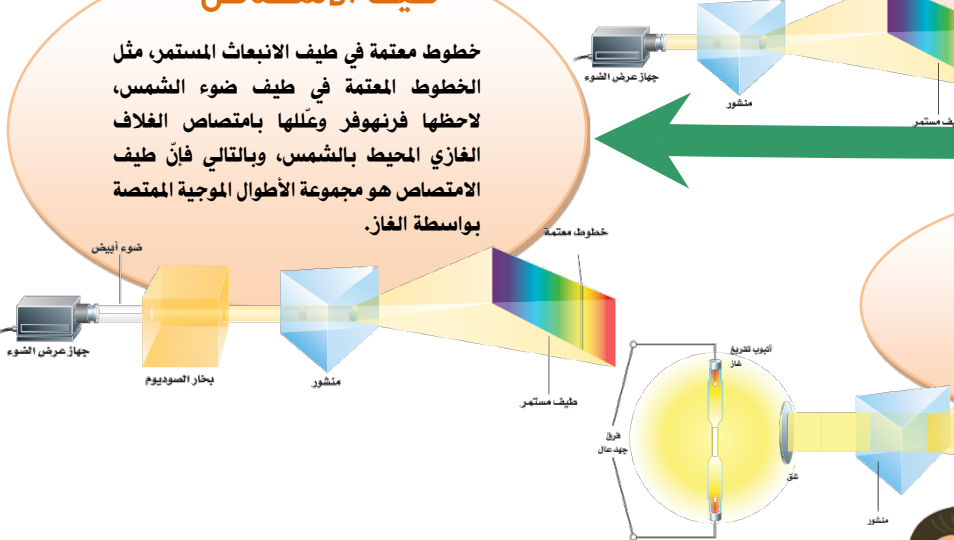 خطوط معتمة في طيف الانبعاث المستمر، مثل
الخطوط المعتمة في طيف ضوء الشمس،
لاحظها فرنهوفر وعلّلها بامتصاص الغلاف
الغازي المحيط بالشمس، وبالتالي فإنّ طيف
الامتصاص هو مجموعة الأطوال الموجية الممتصة
بواسطة الغاز.
جهاز عرض الضوء
منشور
طيف مستمر
خطوط معتمة
ضوء أبيض
جهاز عرض الضوء
بخار الصوديوم
منشور
طيف مستمر
أنبوب تفريغ
غاز
فرق
جهد عال
شق
منشور